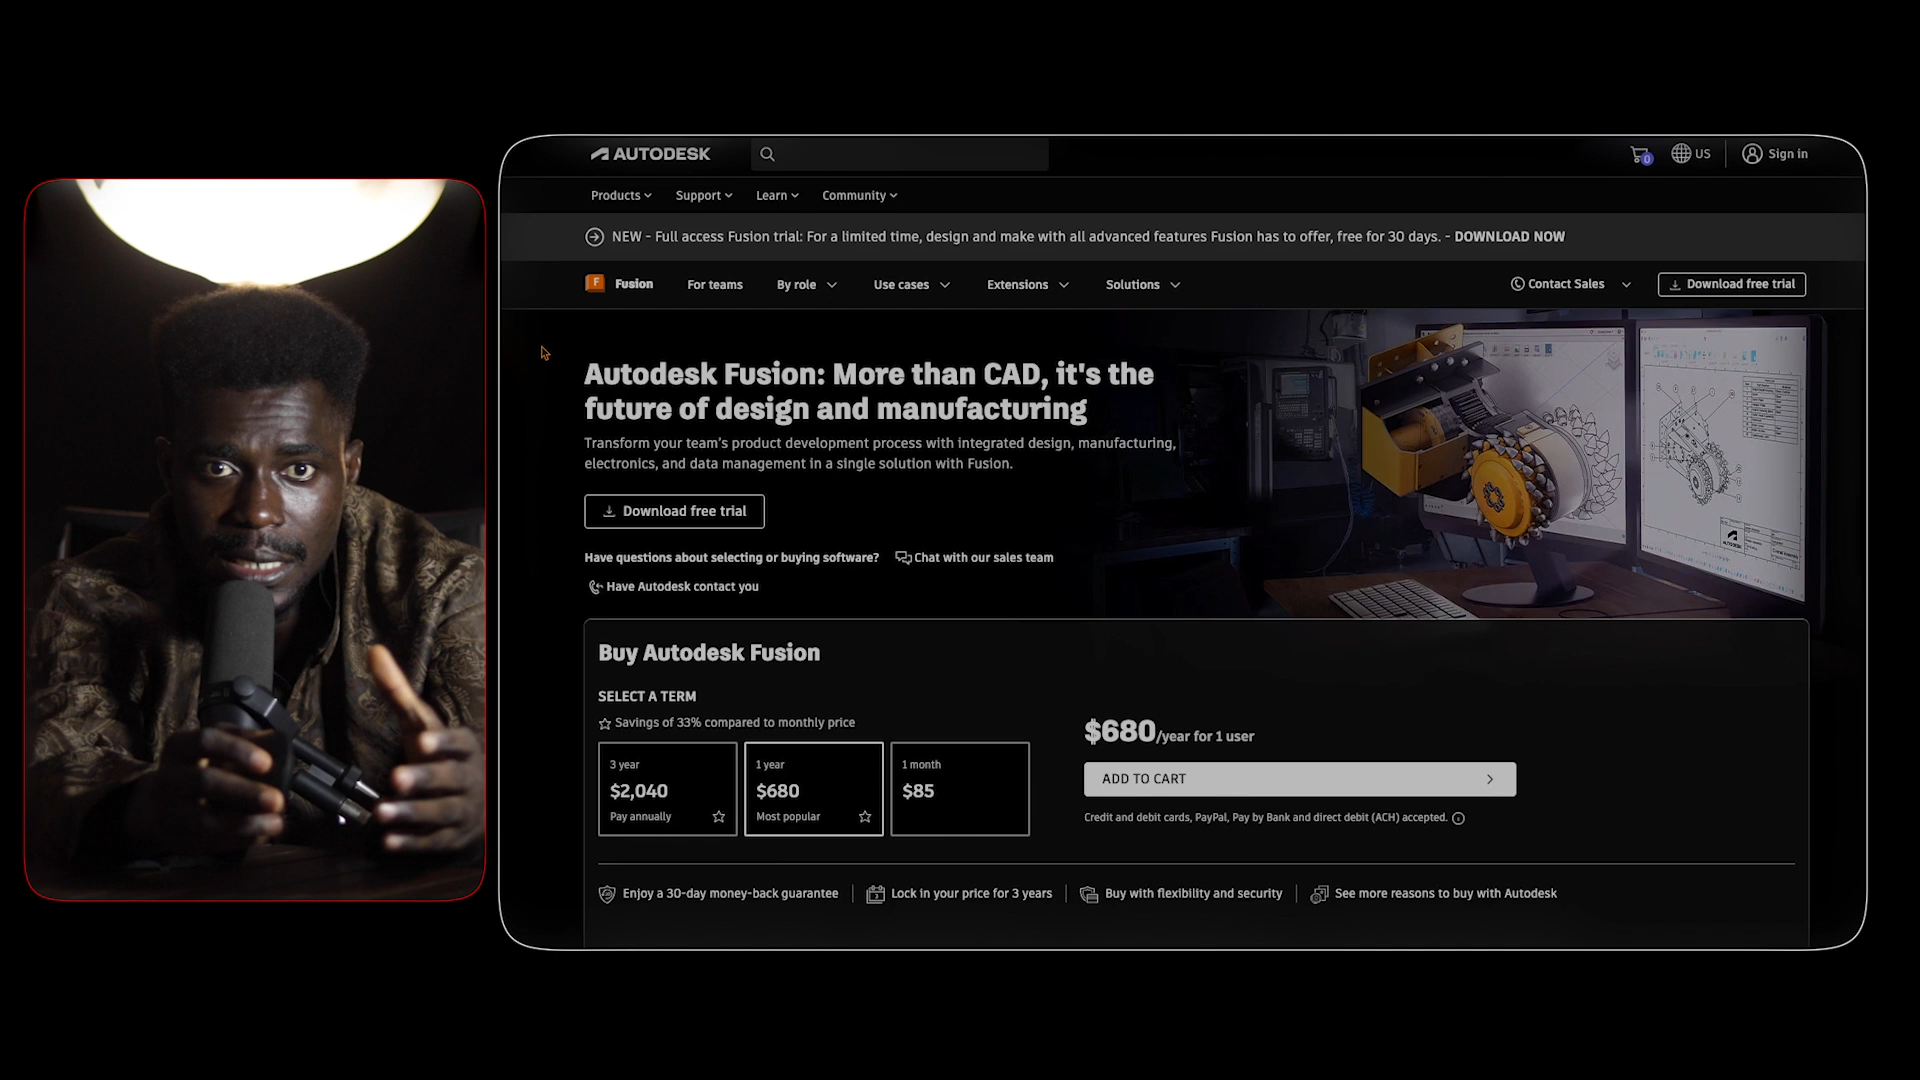 AUTODESK
0
US
Sign in
Products
Support
Learn
Community
NEW - Full access Fusion trial: For a limited time, design and make with all advanced features Fusion has to offer, free for 30 days. - DOWNLOAD NOW
F
Fusion
For teams
By role
Use cases
Extensions
Solutions
Contact Sales
Download free trial
Autodesk Fusion: More than CAD, it's the
future of design and manufacturing
Transform your team's product development process with integrated design, manufacturing,
electronics, and data management in a single solution with Fusion.
Download free trial
Have questions about selecting or buying software?
Chat with our sales team
Have Autodesk contact you
AUTODESK
Buy Autodesk Fusion
SELECT A TERM
Savings of 33% compared to monthly price
3 year
$2,040
Pay annually
1 year
$680
Most popular
1 month
$85
$680/year for 1 user
ADD TO CART
Credit and debit cards, PayPal, Pay by Bank and direct debit (ACH) accepted.
Enjoy a 30-day money-back guarantee
Lock in your price for 3 years
Buy with flexibility and security
See more reasons to buy with Autodesk